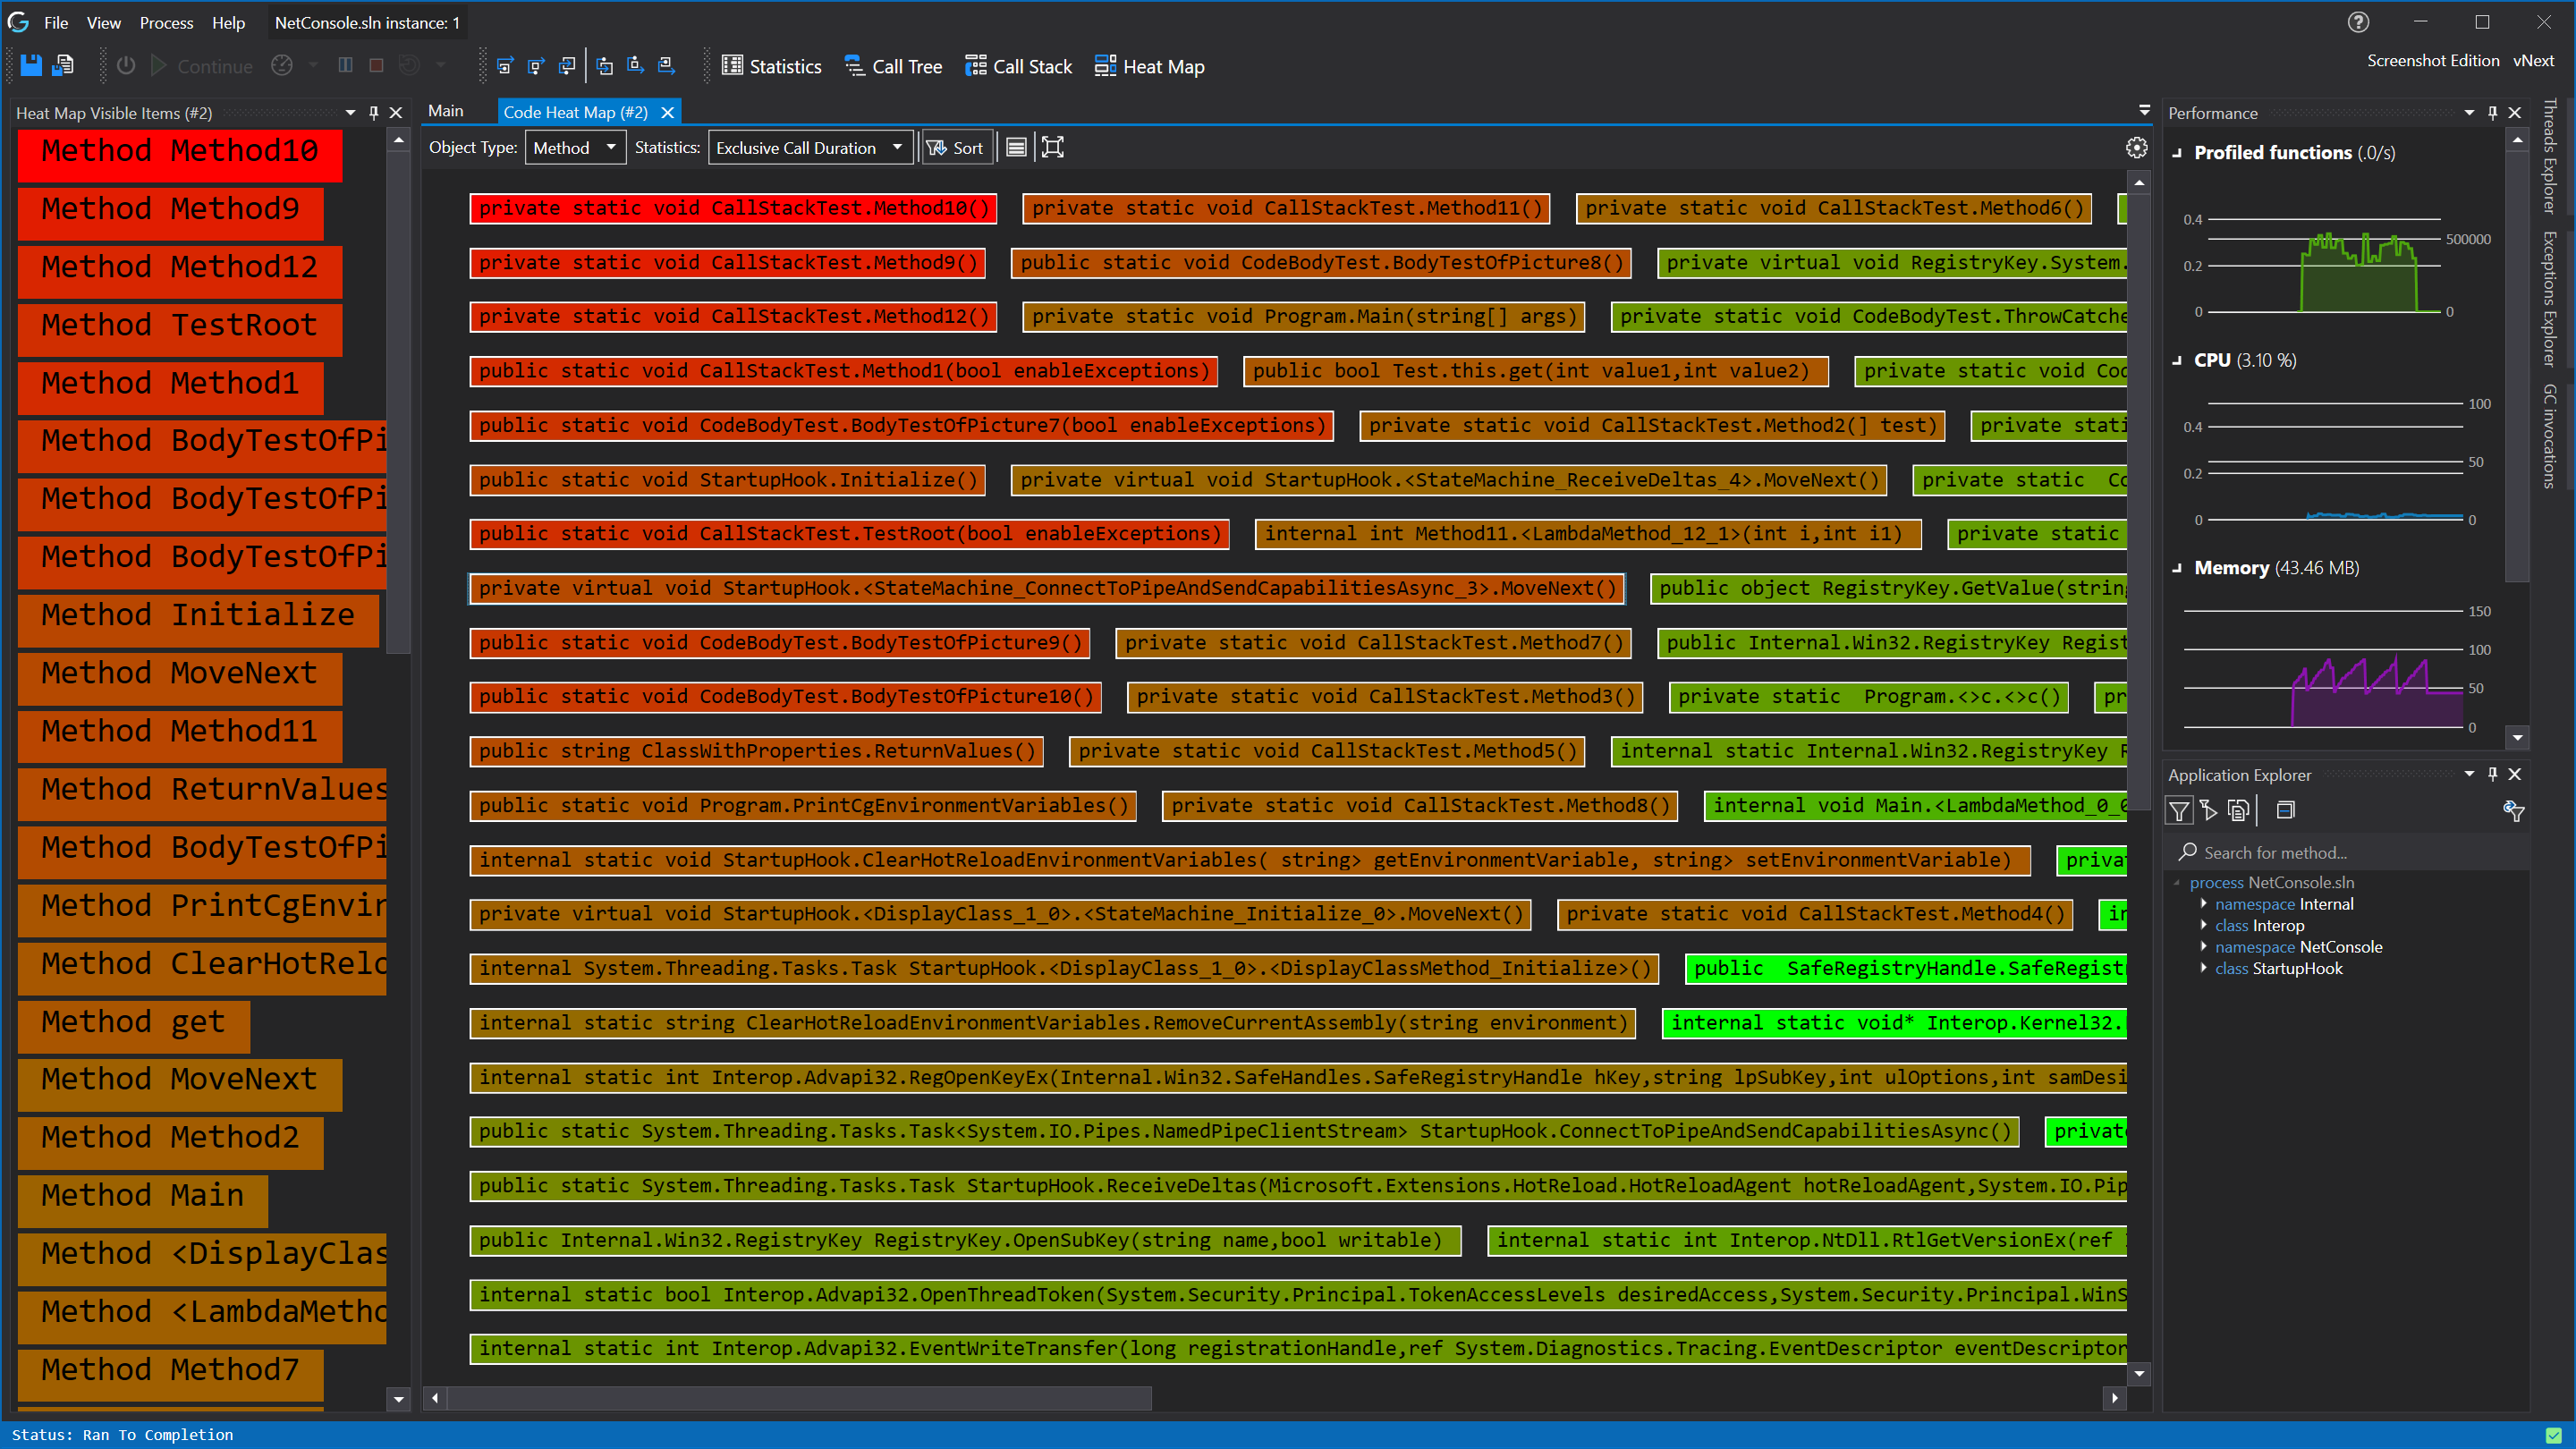 File View Process Help NetConsole.sln instance: 1
Continue Statistics Call Tree Call Stack Heat Map
Screenshot Edition vNext
Heat Map Visible Items (#2)
Method Method10
Method Method9
Method Method12
Method TestRoot
Method Method1
Method BodyTestOfPi
Method BodyTestOfPi
Method BodyTestOfPi
Method Initialize
Method MoveNext
Method Method11
Method ReturnValues
Method BodyTestOfPi
Method PrintCgEnvir
Method ClearHotRelo
Method get
Method MoveNext
Method Method2
Method Main
Method <DisplayClas
Method <LambdaMetho
Method Method7
Main Code Heat Map (#2)
Object Type: Method Statistics: Exclusive Call Duration Sort
private static void CallStackTest.Method10() private static void CallStackTest.Method11() private static void CallStackTest.Method6()
private static void CallStackTest.Method9() public static void CodeBodyTest.BodyTestOfPicture8() private virtual void RegistryKey.System.
private static void CallStackTest.Method12() private static void Program.Main(string[] args) private static void CodeBodyTest.ThrowCatche
public static void CallStackTest.Method1(bool enableExceptions) public bool Test.this.get(int value1,int value2) private static void Cod
public static void CodeBodyTest.BodyTestOfPicture7(bool enableExceptions) private static void CallStackTest.Method2(] test) private stati
public static void StartupHook.Initialize() private virtual void StartupHook.<StateMachine_ReceiveDeltas_4>.MoveNext() private static Co
public static void CallStackTest.TestRoot(bool enableExceptions) internal int Method11.<LambdaMethod_12_1>(int i,int i1) private static
private virtual void StartupHook.<StateMachine_ConnectToPipeAndSendCapabilitiesAsync_3>.MoveNext() public object RegistryKey.GetValue(string
public static void CodeBodyTest.BodyTestOfPicture9() private static void CallStackTest.Method7() public Internal.Win32.RegistryKey Regist
public static void CodeBodyTest.BodyTestOfPicture10() private static void CallStackTest.Method3() private static Program.<>c.<>c() pr
public string ClassWithProperties.ReturnValues() private static void CallStackTest.Method5() internal static Internal.Win32.RegistryKey R
public static void Program.PrintCgEnvironmentVariables() private static void CallStackTest.Method8() internal void Main.<LambdaMethod_0_0
internal static void StartupHook.ClearHotReloadEnvironmentVariables( string> getEnvironmentVariable, string> setEnvironmentVariable) privat
private virtual void StartupHook.<DisplayClass_1_0>.<StateMachine_Initialize_0>.MoveNext() private static void CallStackTest.Method4() in
internal System.Threading.Tasks.Task StartupHook.<DisplayClass_1_0>.<DisplayClassMethod_Initialize>() public SafeRegistryHandle.SafeRegistr
internal static string ClearHotReloadEnvironmentVariables.RemoveCurrentAssembly(string environment) internal static void* Interop.Kernel32.
internal static int Interop.Advapi32.RegOpenKeyEx(Internal.Win32.SafeHandles.SafeRegistryHandle hKey,string lpSubKey,int ulOptions,int samDesi
public static System.Threading.Tasks.Task<System.IO.Pipes.NamedPipeClientStream> StartupHook.ConnectToPipeAndSendCapabilitiesAsync() private
public static System.Threading.Tasks.Task StartupHook.ReceiveDeltas(Microsoft.Extensions.HotReload.HotReloadAgent hotReloadAgent,System.IO.Pip
public Internal.Win32.RegistryKey RegistryKey.OpenSubKey(string name,bool writable) internal static int Interop.NtDll.RtlGetVersionEx(ref
internal static bool Interop.Advapi32.OpenThreadToken(System.Security.Principal.TokenAccessLevels desiredAccess,System.Security.Principal.WinS
internal static int Interop.Advapi32.EventWriteTransfer(long registrationHandle,ref System.Diagnostics.Tracing.EventDescriptor eventDescriptor
Performance
Profiled functions (.0/s)
0.4
500000
0.2
0 0
CPU (3.10 %)
100
0.4
50
0.2
0 0
Memory (43.46 MB)
150
100
50
0
Application Explorer
Search for method...
process NetConsole.sln
namespace Internal
class Interop
namespace NetConsole
class StartupHook
Threads Explorer
Exceptions Explorer
GC invocations
Status: Ran To Completion